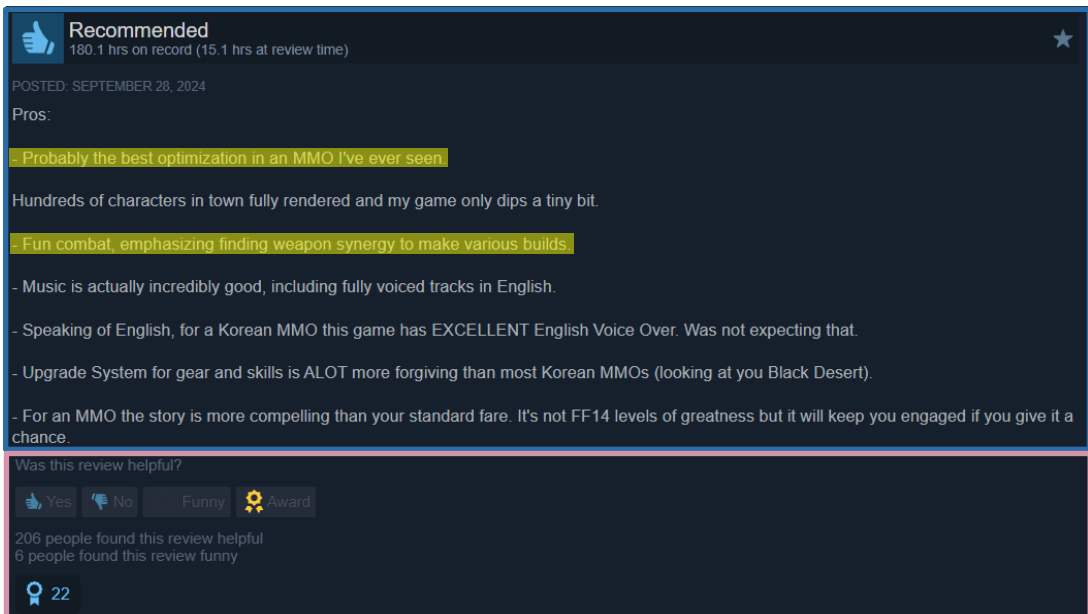 Recommended
180.1 hrs on record (15.1 hrs at review time)
POSTED: SEPTEMBER 28, 2024
Pros:
- Probably the best optimization in an MMO I've ever seen.
Hundreds of characters in town fully rendered and my game only dips a tiny bit.
- Fun combat, emphasizing finding weapon synergy to make various builds.
- Music is actually incredibly good, including fully voiced tracks in English.
- Speaking of English, for a Korean MMO this game has EXCELLENT English Voice Over. Was not expecting that.
- Upgrade System for gear and skills is ALOT more forgiving than most Korean MMOs (looking at you Black Desert).
- For an MMO the story is more compelling than your standard fare. It's not FF14 levels of greatness but it will keep you engaged if you give it a
chance.
Was this review helpful?
Yes No Funny Award
206 people found this review helpful
6 people found this review funny
22